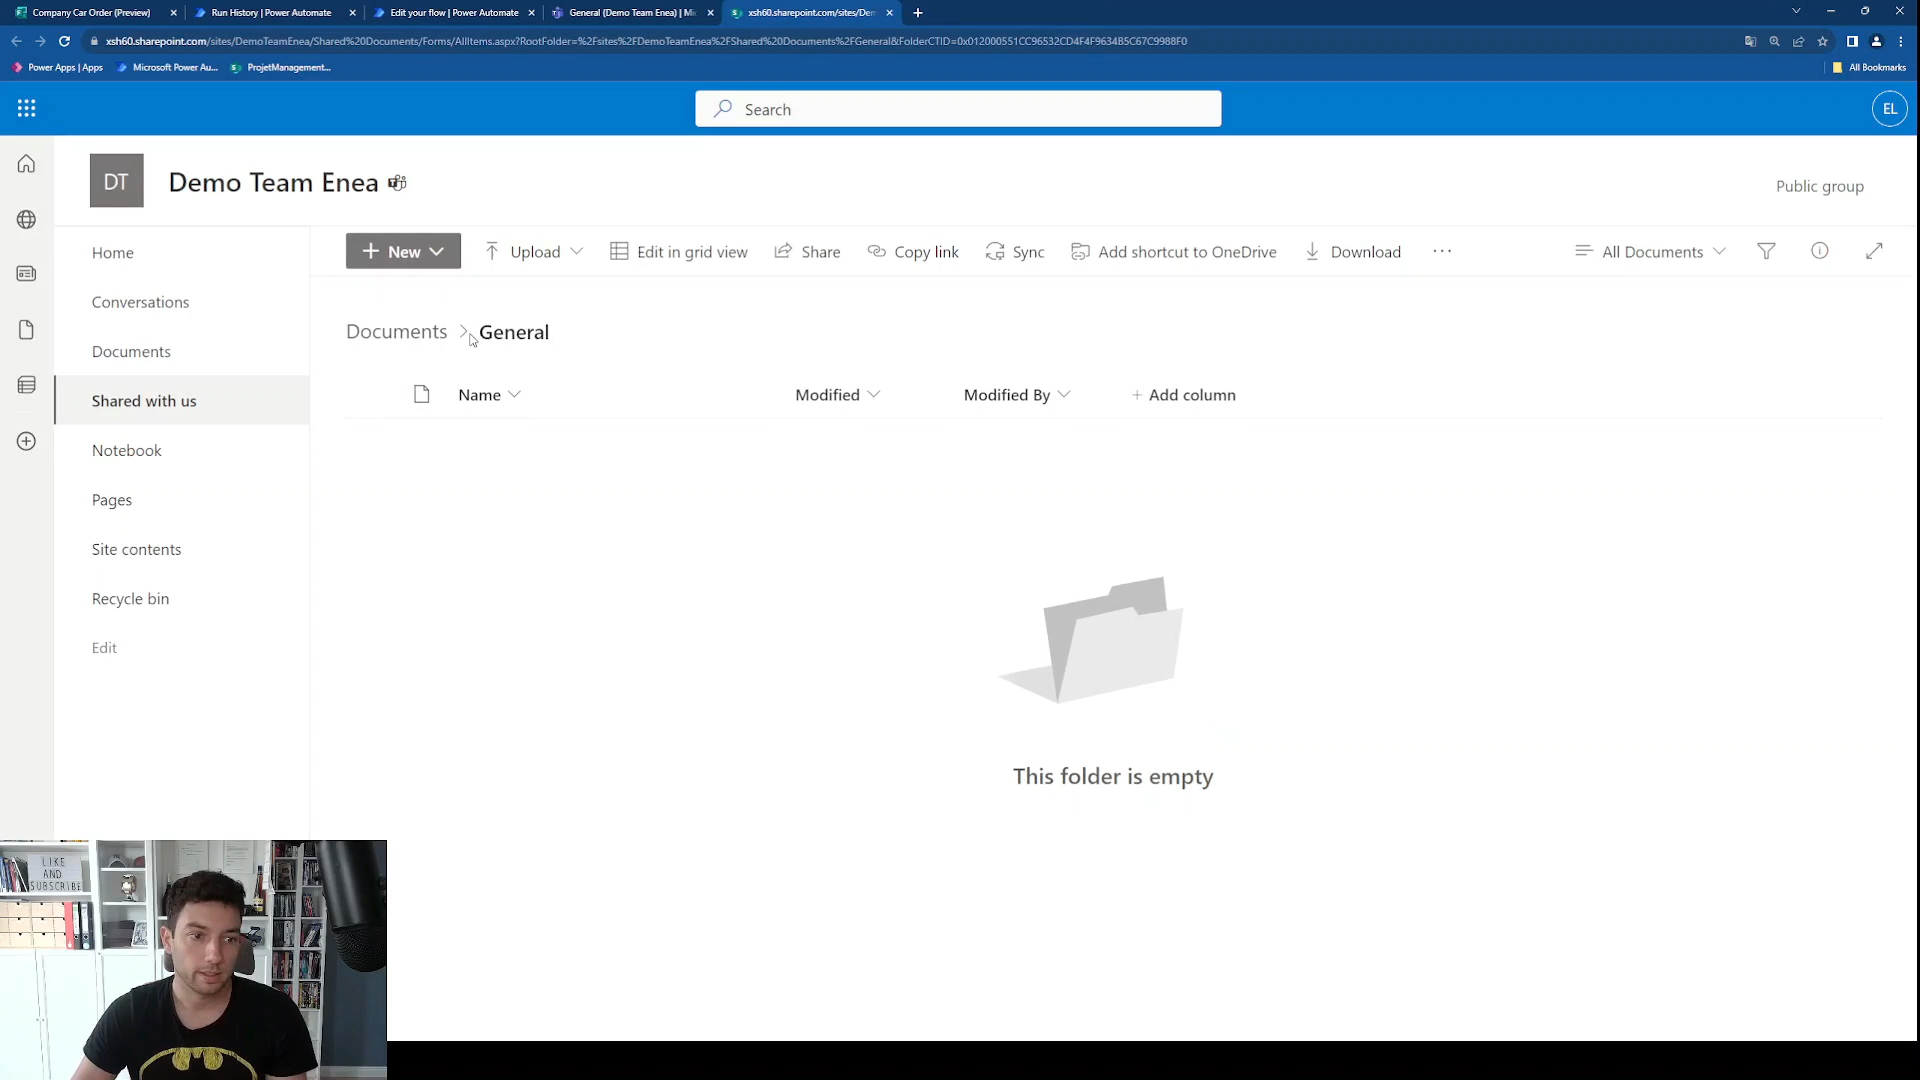 Company Car Order (Preview)
Run History | Power Automate
Edit your flow | Power Automate
General (Demo Team Enea) | Mi
xsh60.sharepoint.com/sites/Dem
xsh60.sharepoint.com/sites/DemoTeamEnea/Shared%20Documents/Forms/AllItems.aspx?RootFolder=%2Fsites%2FDemoTeamEnea%2FShared%20Documents%2FGeneral&FolderCTID=0x012000551CC96532CD4F4F9634B5C67C9988F0
Power Apps | Apps
Microsoft Power Au...
ProjetManagement...
All Bookmarks
Search
EL
DT
Demo Team Enea
Public group
Home
Conversations
Documents
Shared with us
Notebook
Pages
Site contents
Recycle bin
Edit
New
Upload
Edit in grid view
Share
Copy link
Sync
Add shortcut to OneDrive
Download
...
All Documents
Documents > General
Name
Modified
Modified By
+ Add column
This folder is empty
LIKE
AND
SUBSCRIBE